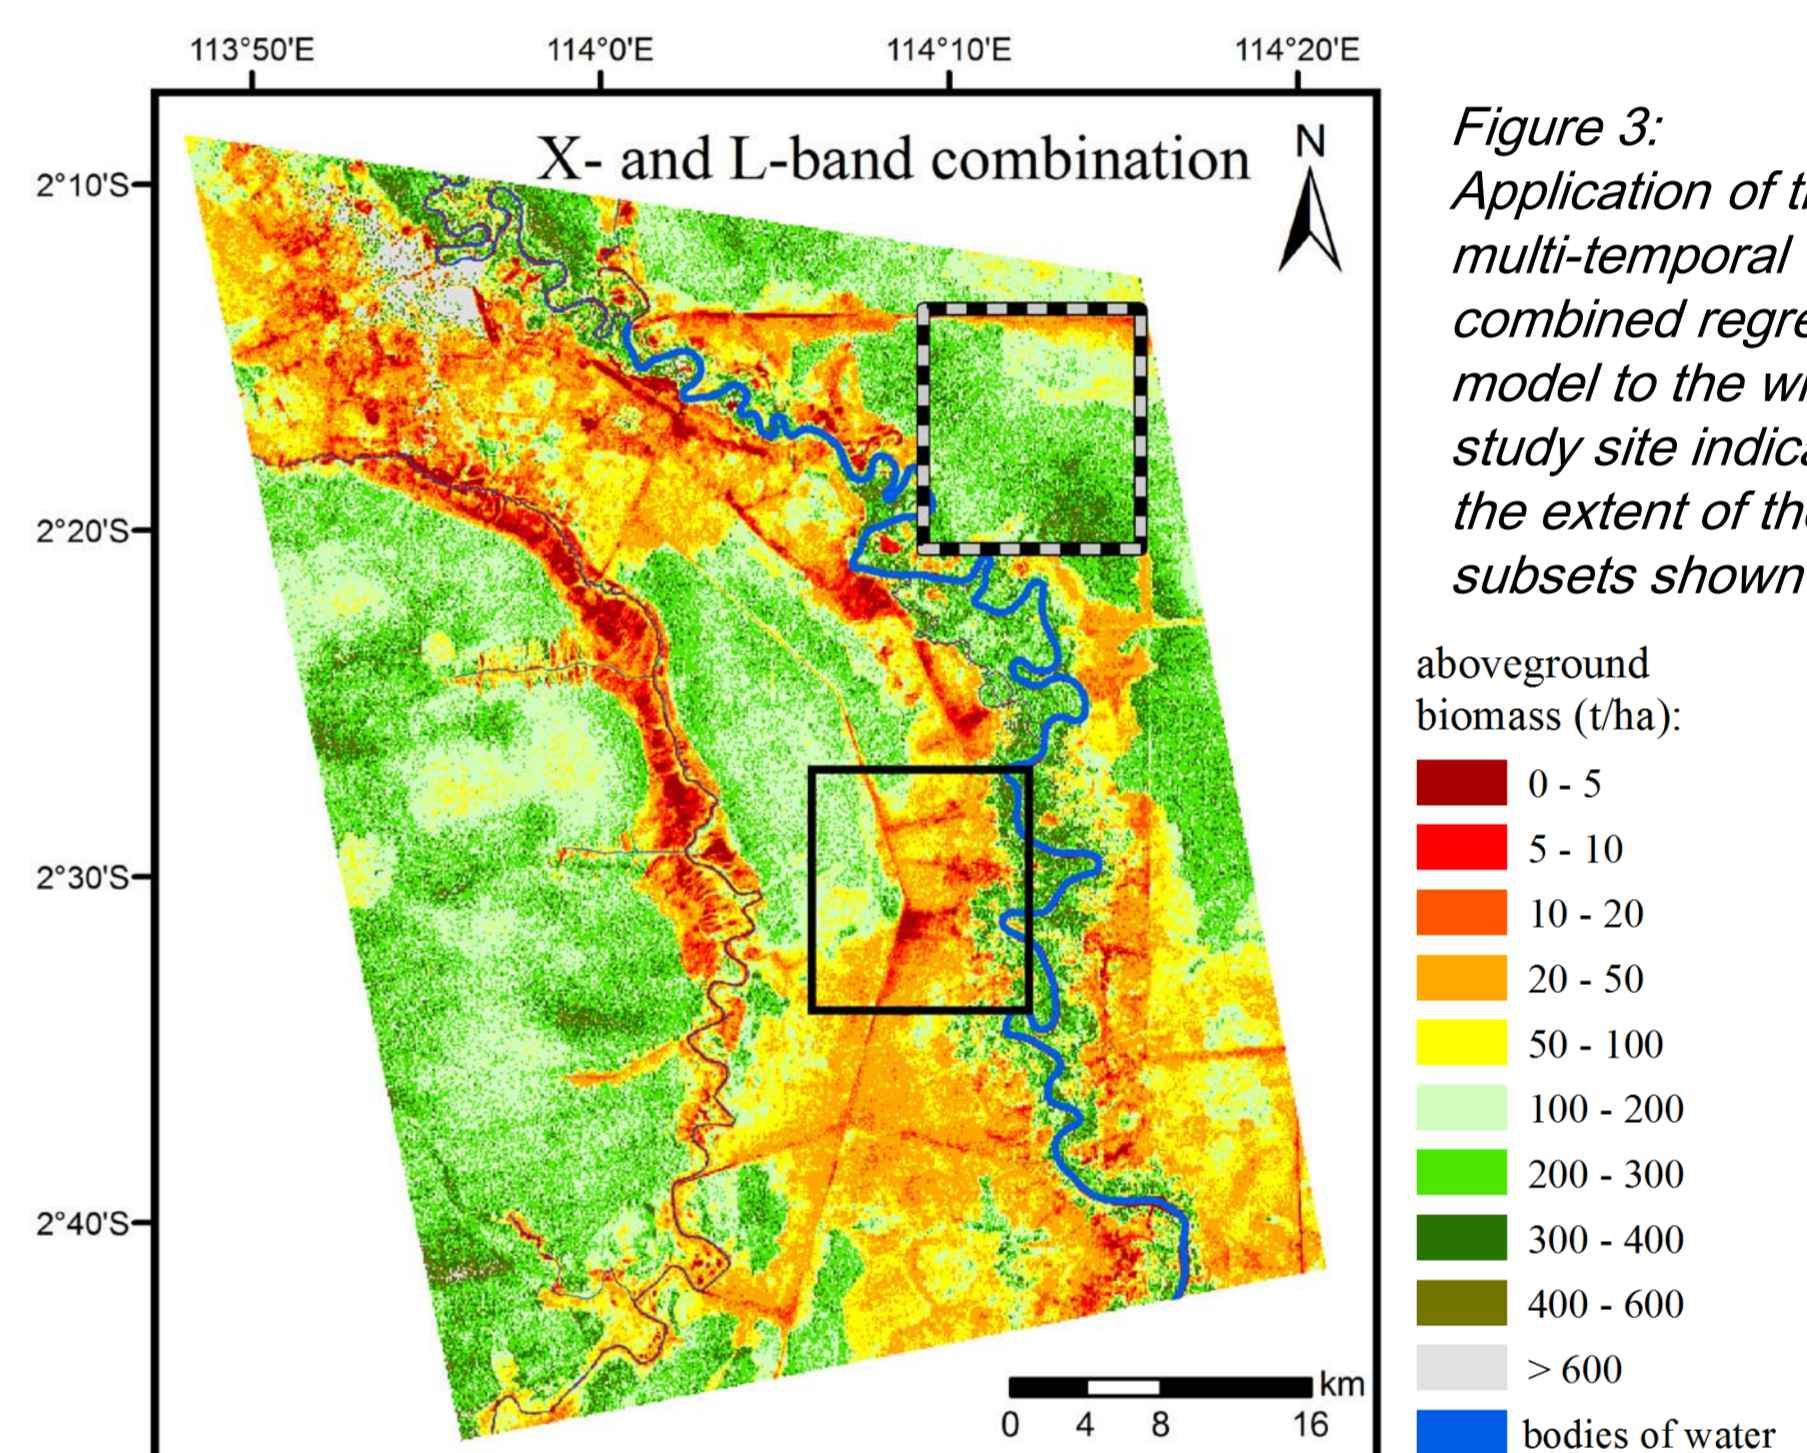 113°50'E 114°0'E 114°10'E 114°20'E
X- and L-band combination
N
2°10'S
2°20'S
2°30'S
2°40'S
km
0 4 8 16
Figure 3:
Application of
multi-temporal
combined
model to the
study site
the extent of
subsets shown
aboveground
biomass (t/ha):
0 - 5
5 - 10
10 - 20
20 - 50
50 - 100
100 - 200
200 - 300
300 - 400
400 - 600
> 600
bodies of water